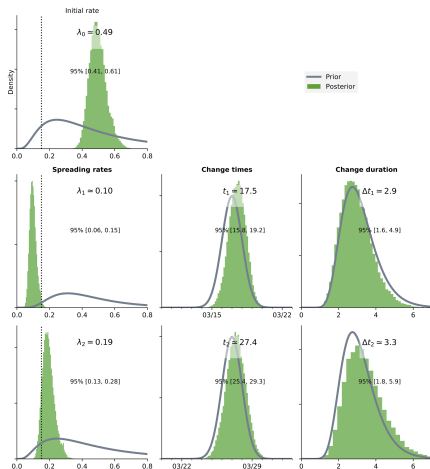 Initial rate
Density
λ₀ ≃ 0.49
95% [0.41, 0.61]
Prior
Posterior
0.0 0.2 0.4 0.6 0.8
Spreading rates
Change times
Change duration
λ₁ ≃ 0.10
t₁ ≃ 17.5
Δt₁ ≃ 2.9
95% [0.06, 0.15]
95% [15.8, 19.2]
95% [1.6, 4.9]
0.0 0.2 0.4 0.6 0.8
03/15 03/22
0 2 4 6
λ₂ ≃ 0.19
t₂ ≃ 27.4
Δt₂ ≃ 3.3
95% [0.13, 0.28]
95% [25.4, 29.3]
95% [1.8, 5.9]
0.0 0.2 0.4 0.6 0.8
03/22 03/29
0 2 4 6